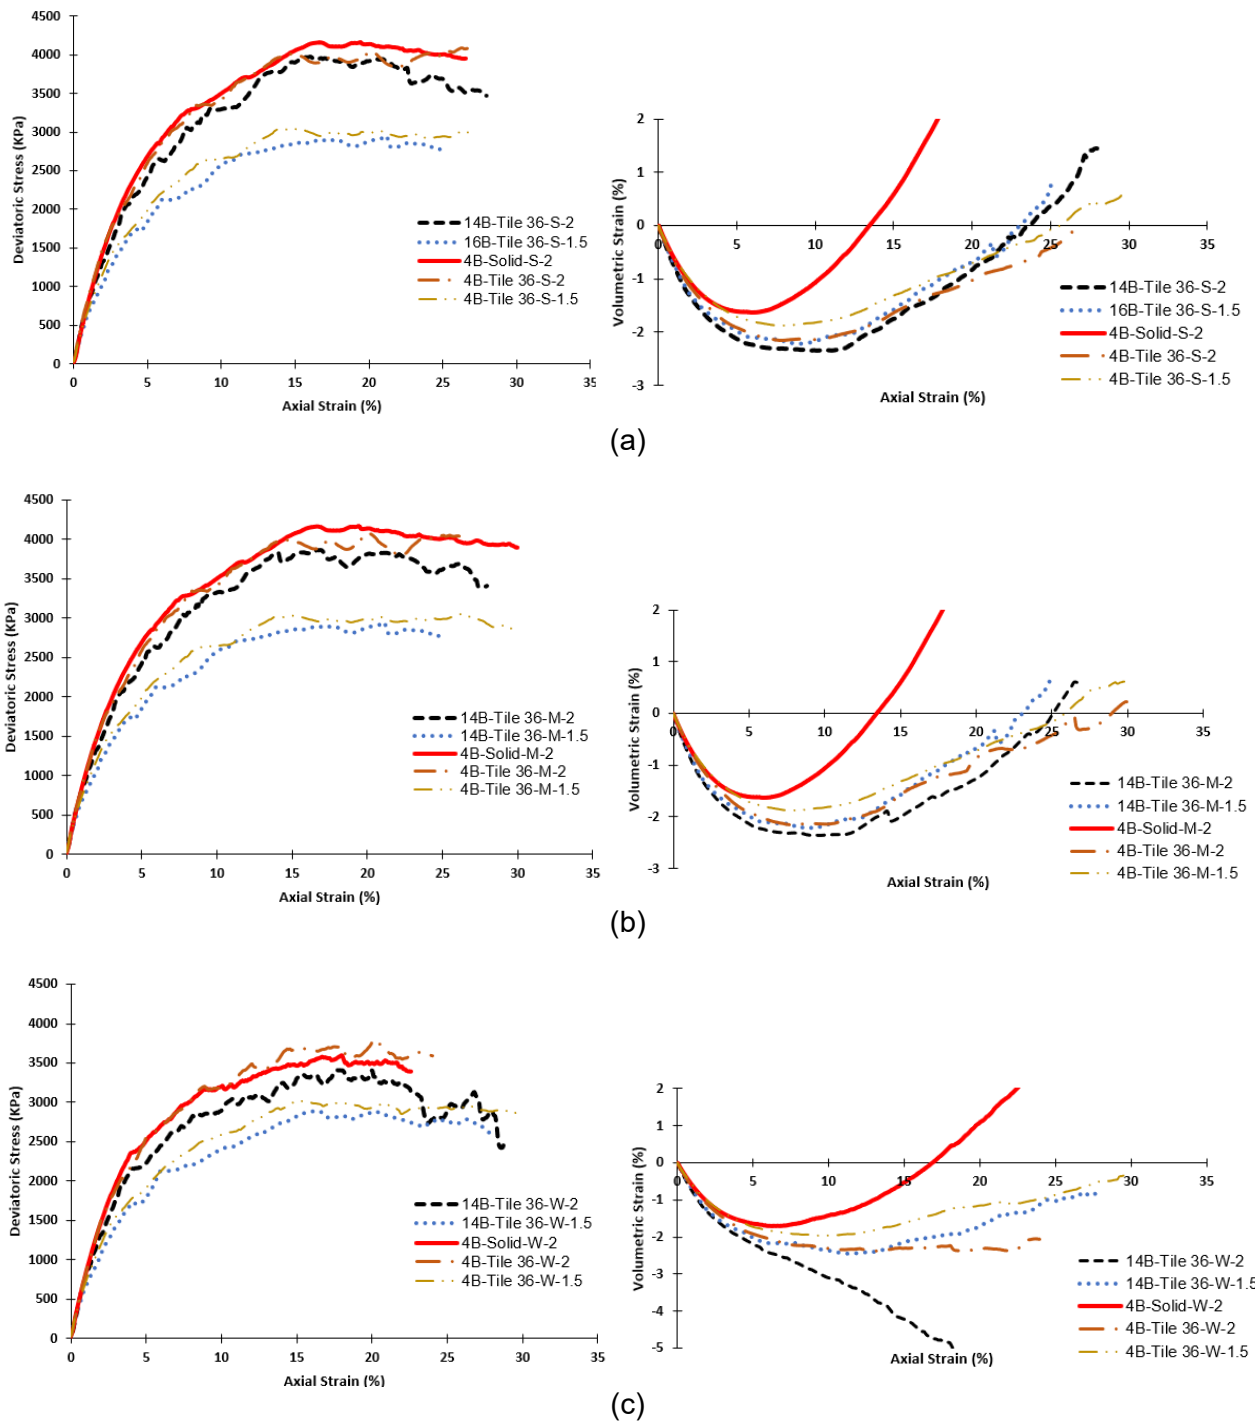 4500
4000
3500
3000
2500
2000
1500
1000
500
0
Deviatoric Stress (KPa)
0 5 10 15 20 25 30 35
Axial Strain (%)
14B-Tile 36-S-2
16B-Tile 36-S-1.5
4B-Solid-S-2
4B-Tile 36-S-2
4B-Tile 36-S-1.5
2
1
0
-1
-2
-3
Volumetric Strain (%)
0 5 10 15 20 25 30 35
Axial Strain (%)
14B-Tile 36-S-2
16B-Tile 36-S-1.5
4B-Solid-S-2
4B-Tile 36-S-2
4B-Tile 36-S-1.5
(a)
4500
4000
3500
3000
2500
2000
1500
1000
500
0
Deviatoric Stress (KPa)
0 5 10 15 20 25 30 35
Axial Strain (%)
14B-Tile 36-M-2
14B-Tile 36-M-1.5
4B-Solid-M-2
4B-Tile 36-M-2
4B-Tile 36-M-1.5
2
1
0
-1
-2
-3
Volumetric Strain (%)
0 5 10 15 20 25 30 35
Axial Strain (%)
14B-Tile 36-M-2
14B-Tile 36-M-1.5
4B-Solid-M-2
4B-Tile 36-M-2
4B-Tile 36-M-1.5
(b)
4500
4000
3500
3000
2500
2000
1500
1000
500
0
Deviatoric Stress (KPa)
0 5 10 15 20 25 30 35
Axial Strain (%)
14B-Tile 36-W-2
14B-Tile 36-W-1.5
4B-Solid-W-2
4B-Tile 36-W-2
4B-Tile 36-W-1.5
2
1
0
-1
-2
-3
-4
-5
Volumetric Strain (%)
0 5 10 15 20 25 30 35
Axial Strain (%)
14B-Tile 36-W-2
14B-Tile 36-W-1.5
4B-Solid-W-2
4B-Tile 36-W-2
4B-Tile 36-W-1.5
(c)